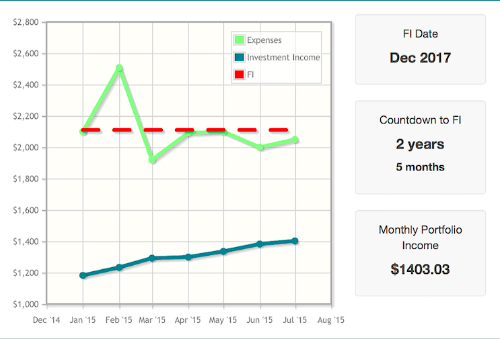 $2,800
$2,600
$2,400
$2,200
$2,000
$1,800
$1,600
$1,400
$1,200
$1,000
Dec '14 Jan '15 Feb '15 Mar '15 Apr '15 May '15 Jun '15 Jul '15 Aug '15
Expenses
Investment Income
FI
FI Date
Dec 2017
Countdown to FI
2 years
5 months
Monthly Portfolio
Income
$1403.03